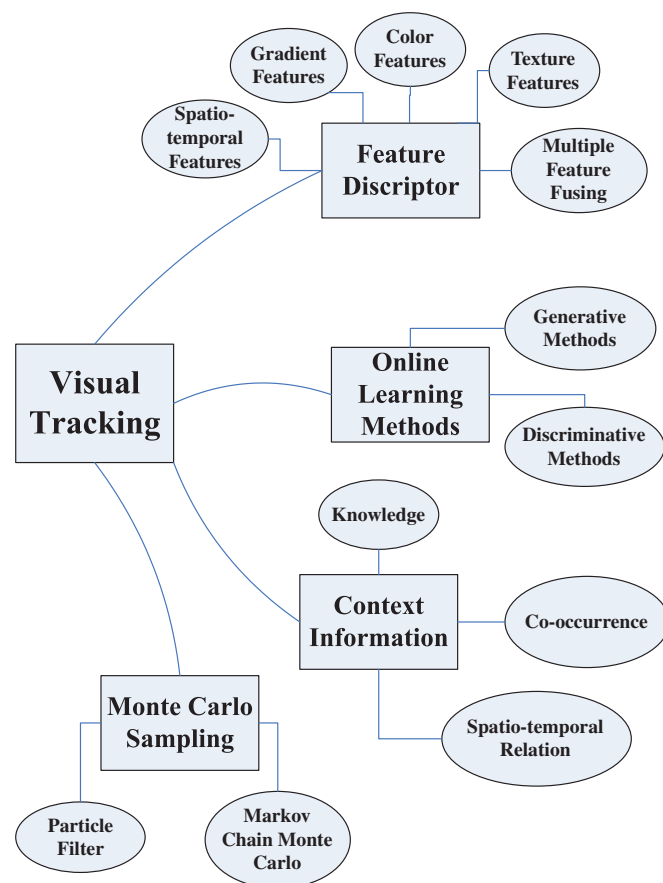 Color
Features
Gradient
Features
Texture
Features
Spatio-
temporal
Features
Feature
Discriptor
Multiple
Feature
Fusing
Generative
Methods
Visual
Tracking
Online
Learning
Methods
Discriminative
Methods
Knowledge
Context
Information
Co-occurrence
Monte Carlo
Sampling
Spatio-temporal
Relation
Particle
Filter
Markov
Chain Monte
Carlo